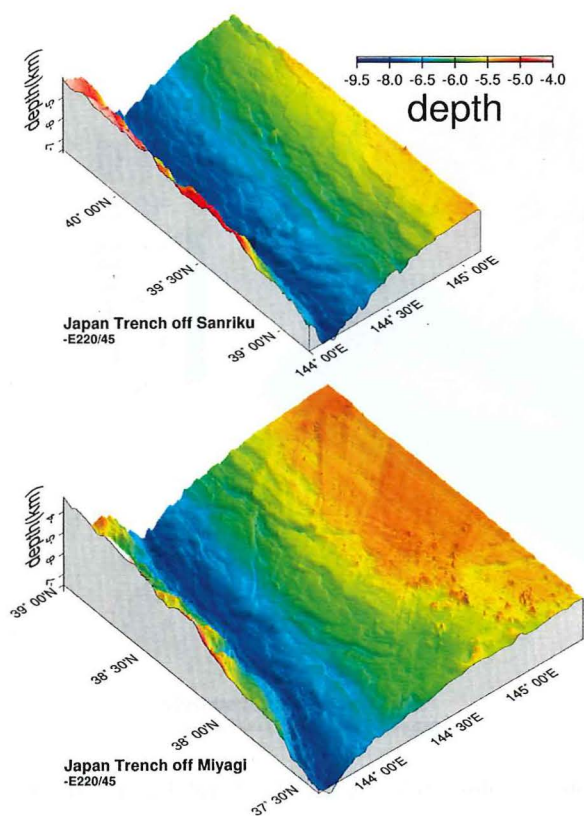 -9.5 -8.0 -6.5 -6.0 -5.5 -5.0 -4.0
depth
depth(km)
-5
-6
-7
40° 00'N
39° 30'N
39° 00'N
144° 00'E
144° 30'E
145° 00'E
Japan Trench off Sanriku
-E220/45
depth(km)
-4
-5
-6
-7
39° 00'N
38° 30'N
38° 00'N
37° 30'N
144° 00'E
144° 30'E
145° 00'E
Japan Trench off Miyagi
-E220/45